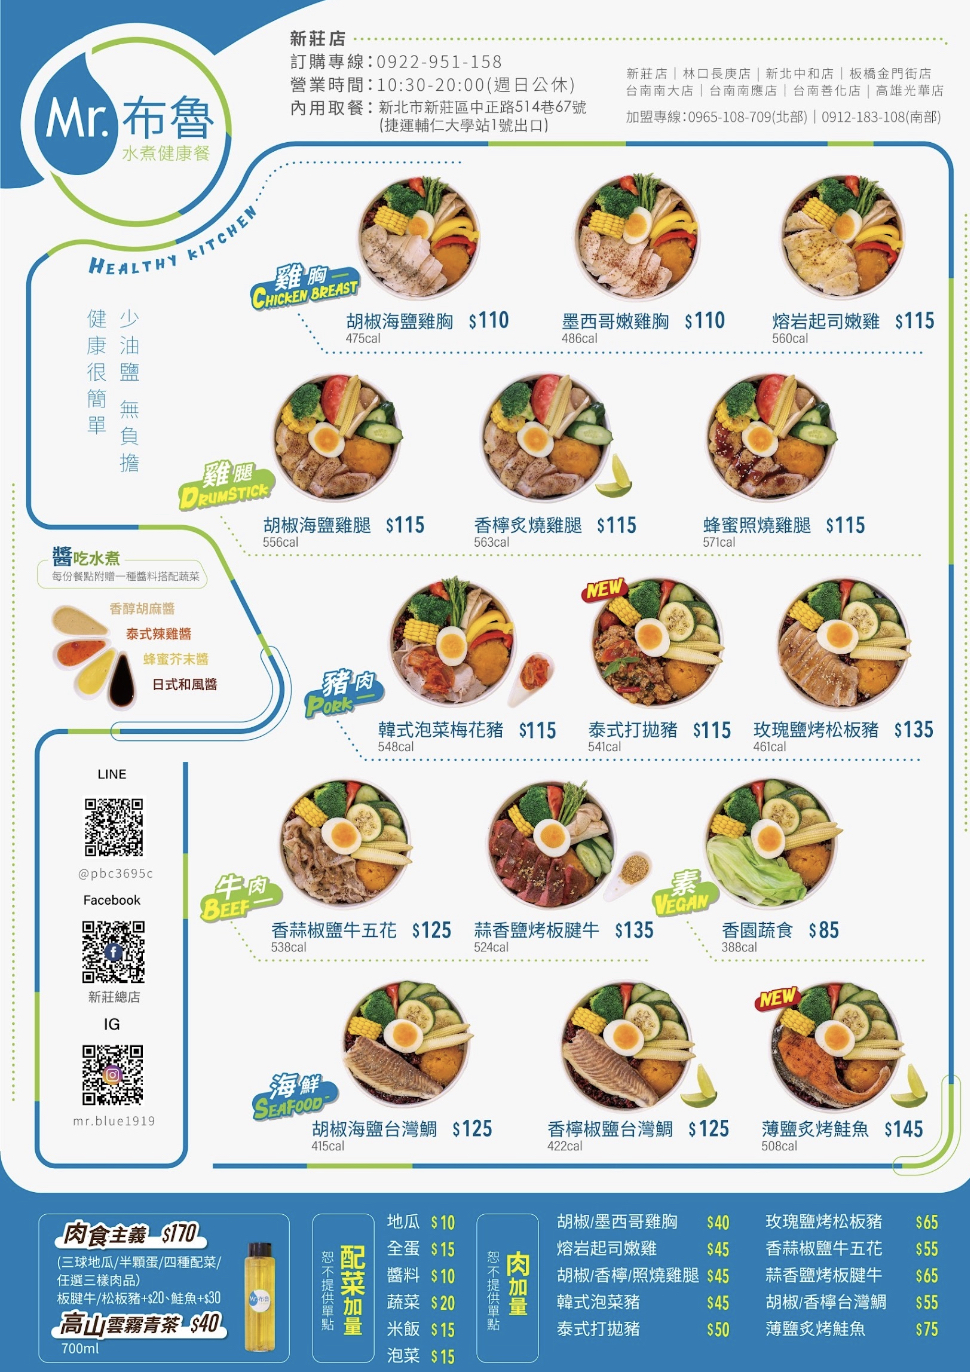 Mr.布魯
水煮健康餐
HEALTHY KITCHEN
新莊店
訂購專線:0922-951-158
營業時間:10:30-20:00(週日公休)
內用取餐:新北市新莊區中正路514巷67號
(捷運輔仁大學站1號出口)
新莊店｜林口長庚店｜新北中和店｜板橋金門街店
台南南大店｜台南南應店｜台南善化店｜高雄光華店
加盟專線:0965-108-709(北部)｜0912-183-108(南部)
少油鹽 無負擔
健康很簡單
雞胸
CHICKEN BREAST
胡椒海鹽雞胸 $110
475cal
墨西哥嫩雞胸 $110
486cal
熔岩起司嫩雞 $115
560cal
雞腿
DRUMSTICK
胡椒海鹽雞腿 $115
556cal
香檸炙燒雞腿 $115
563cal
蜂蜜照燒雞腿 $115
571cal
醬吃水煮
每份餐點附贈一種醬料搭配蔬菜
香醇胡麻醬
泰式辣雞醬
蜂蜜芥末醬
日式和風醬
豬肉
PORK
NEW
韓式泡菜梅花豬 $115
548cal
泰式打拋豬 $115
541cal
玫瑰鹽烤松板豬 $135
461cal
牛肉
BEEF
香蒜椒鹽牛五花 $125
538cal
蒜香鹽烤板腱牛 $135
524cal
素
VEGAN
香園蔬食 $85
388cal
海鮮
SEAFOOD
NEW
胡椒海鹽台灣鯛 $125
415cal
香檸椒鹽台灣鯛 $125
422cal
薄鹽炙烤鮭魚 $145
508cal
LINE
@pbc3695c
Facebook
新莊總店
IG
mr.blue1919
肉食主義 $170
(三球地瓜/半顆蛋/四種配菜/
任選三樣肉品)
板腱牛/松板豬+$20、鮭魚+$30
高山雲霧青茶 $40
700ml
Mr.布魯
配菜加量
恕不提供單點
地瓜 $10
全蛋 $15
醬料 $10
蔬菜 $20
米飯 $15
泡菜 $15
肉加量
恕不提供單點
胡椒/墨西哥雞胸 $40
熔岩起司嫩雞 $45
胡椒/香檸/照燒雞腿 $45
韓式泡菜豬 $45
泰式打拋豬 $50
玫瑰鹽烤松板豬 $65
香蒜椒鹽牛五花 $55
蒜香鹽烤板腱牛 $65
胡椒/香檸台灣鯛 $55
薄鹽炙烤鮭魚 $75